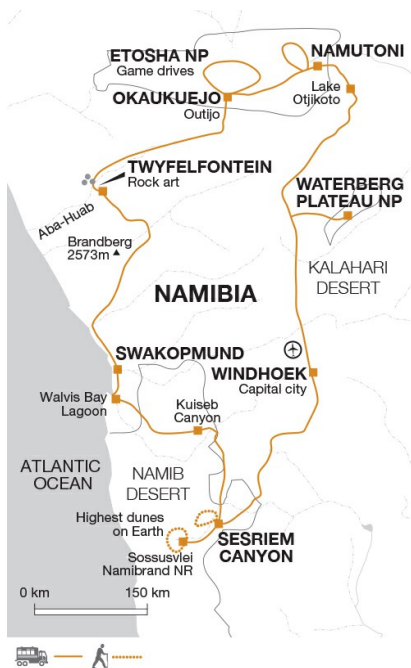 ETOSHA NP
Game drives
NAMUTONI
OKAUKUEJO
Outijo
Lake
Otjikoto
TWYFELFONTEIN
Rock art
WATERBERG
PLATEAU NP
Aba-Huab
Brandberg
2573m
KALAHARI
DESERT
NAMIBIA
SWAKOPMUND
WINDHOEK
Capital city
Walvis Bay
Lagoon
Kuiseb
Canyon
ATLANTIC
OCEAN
NAMIB
DESERT
Highest dunes
on Earth
SESRIEM
CANYON
Sossusvlei
Namibrand NR
0 km
150 km